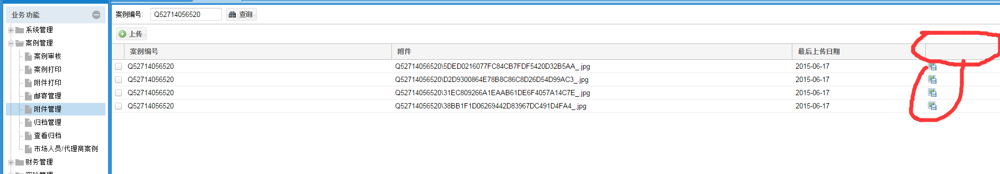 业务功能
系统管理
案例管理
案例审核
案例打印
附件打印
邮寄管理
附件管理
归档管理
查看归档
市场人员/代理商案例
财务管理
案例编号: Q52714056520 查询
上传
案例编号 附件 最后上传日期
Q52714056520 Q52714056520\5DED0216077FC84CB7FDF5420D32B5AA_.jpg 2015-06-17
Q52714056520 Q52714056520\D2D9300864E78B8C86C8D26D54D99AC3_.jpg 2015-06-17
Q52714056520 Q52714056520\31EC809266A1EAAB61DE6F4057A14C7E_.jpg 2015-06-17
Q52714056520 Q52714056520\38BB1F1D06269442D83967DC491D4FA4_.jpg 2015-06-17